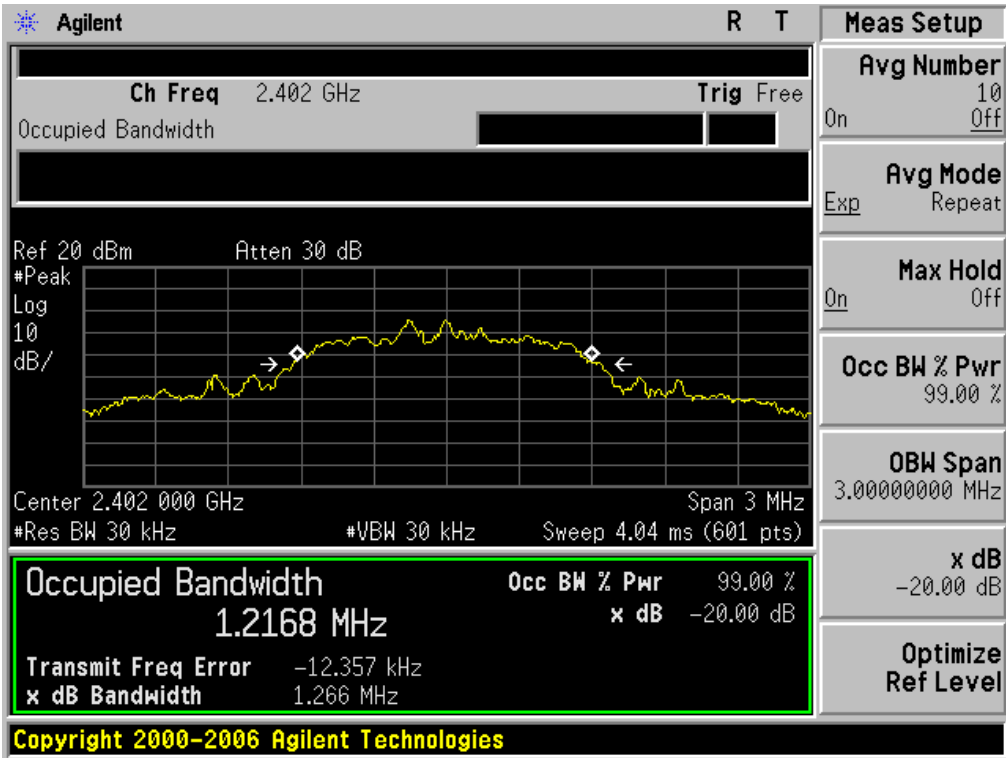 Agilent R T
Ch Freq 2.402 GHz Trig Free
Occupied Bandwidth
Ref 20 dBm Atten 30 dB
#Peak
Log
10
dB/
Center 2.402 000 GHz Span 3 MHz
#Res BW 30 kHz #VBW 30 kHz Sweep 4.04 ms (601 pts)
Occupied Bandwidth Occ BW % Pwr 99.00 %
1.2168 MHz x dB -20.00 dB
Transmit Freq Error -12.357 kHz
x dB Bandwidth 1.266 MHz
Copyright 2000-2006 Agilent Technologies
Meas Setup
Avg Number
10
On Off
Avg Mode
Exp Repeat
Max Hold
On Off
Occ BW % Pwr
99.00 %
OBW Span
3.00000000 MHz
x dB
-20.00 dB
Optimize
Ref Level